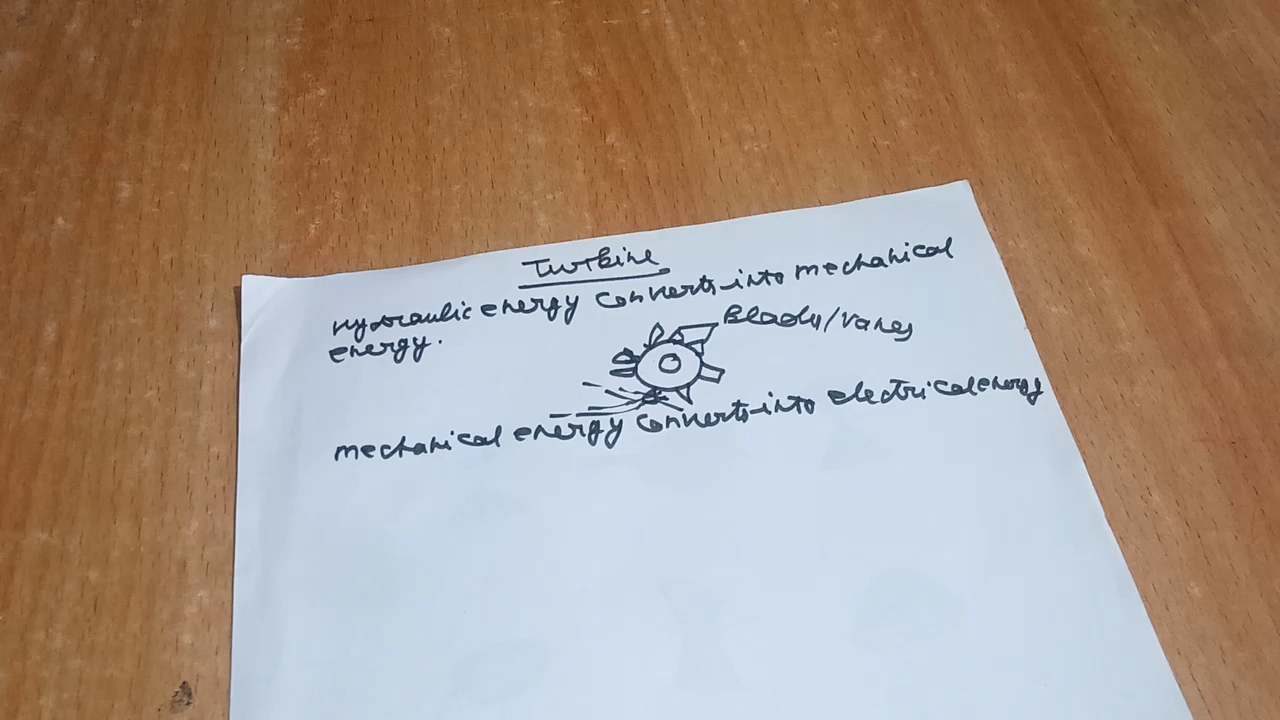 Turbine
Hydraulic energy converts into mechanical
energy.
Blades/Vanes
mechanical energy converts into electrical energy